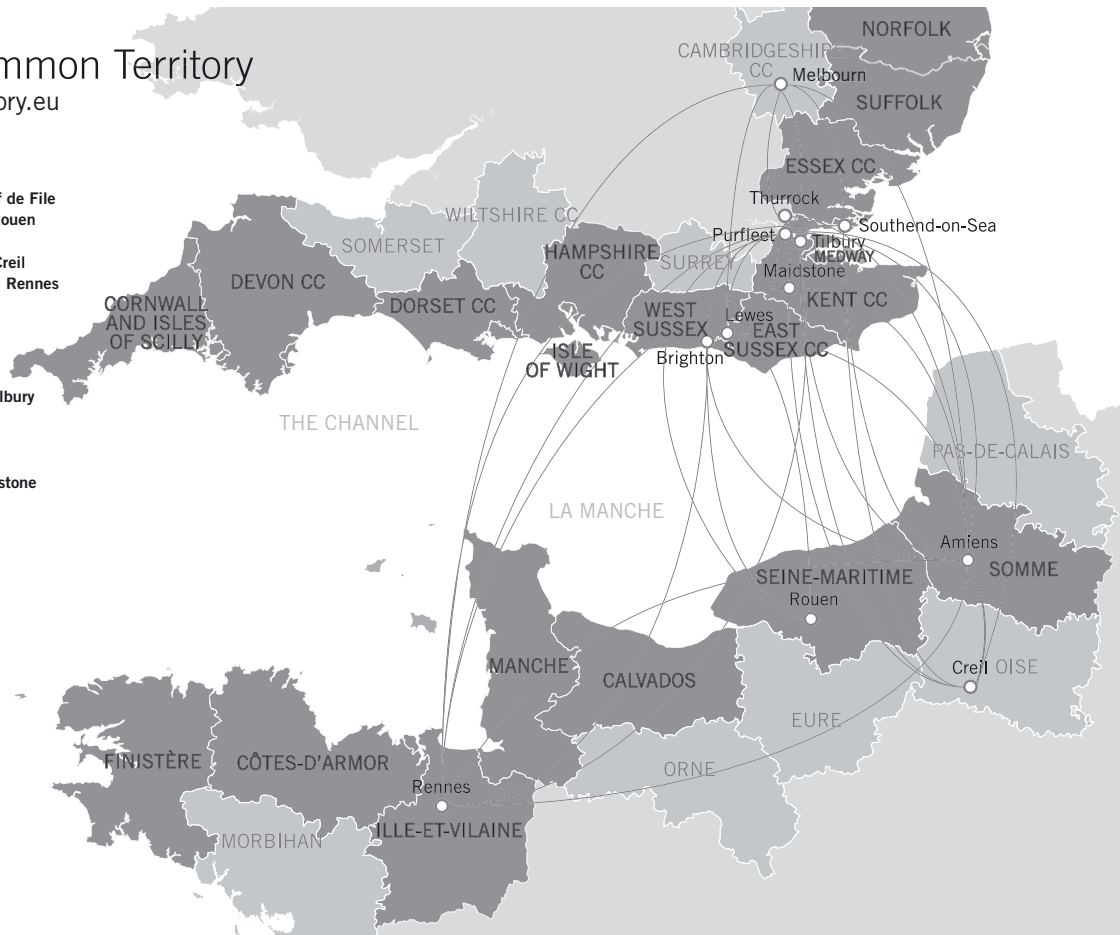 mmon Territory
ory.eu
f de File
ouen
Creil
Rennes
lbury
stone
NORFOLK
CAMBRIDGESHIRE
CC
Melbourn
SUFFOLK
ESSEX CC
Thurrock
WILTSHIRE CC
Southend-on-Sea
Purfleet
Tilbury
MEDWAY
SOMERSET
HAMPSHIRE
CC
SURREY
Maidstone
DEVON CC
KENT CC
CORNWALL
AND ISLES
OF SCILLY
DORSET CC
WEST
SUSSEX
Lewes
EAST
SUSSEX CC
Brighton
ISLE
OF WIGHT
THE CHANNEL
PAS-DE-CALAIS
LA MANCHE
Amiens
SOMME
SEINE-MARITIME
Rouen
MANCHE
CALVADOS
Creil
OISE
EURE
FINISTÈRE
CÔTES-D'ARMOR
ORNE
Rennes
ILLE-ET-VILAINE
MORBIHAN